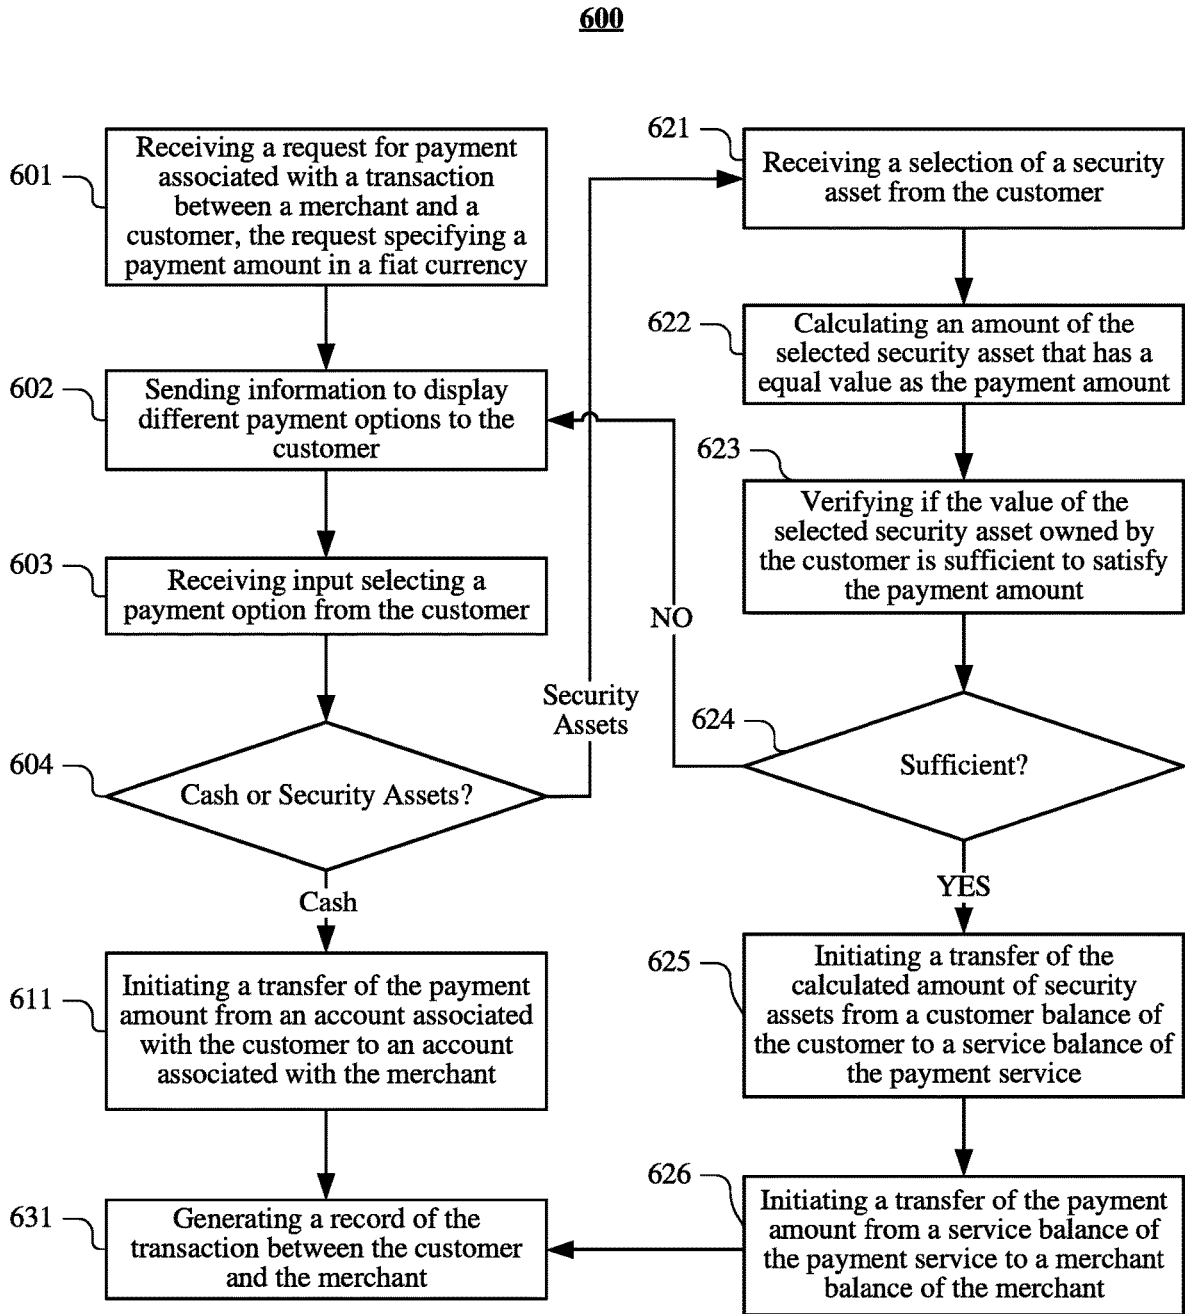 600
601
Receiving a request for payment
associated with a transaction
between a merchant and a
customer, the request specifying a
payment amount in a fiat currency
602
Sending information to display
different payment options to the
customer
603
Receiving input selecting a
payment option from the customer
604
Cash or Security Assets?
Security
Assets
Cash
611
Initiating a transfer of the payment
amount from an account associated
with the customer to an account
associated with the merchant
631
Generating a record of the
transaction between the customer
and the merchant
621
Receiving a selection of a security
asset from the customer
622
Calculating an amount of the
selected security asset that has a
equal value as the payment amount
623
Verifying if the value of the
selected security asset owned by
the customer is sufficient to satisfy
the payment amount
NO
624
Sufficient?
YES
625
Initiating a transfer of the
calculated amount of security
assets from a customer balance of
the customer to a service balance of
the payment service
626
Initiating a transfer of the payment
amount from a service balance of
the payment service to a merchant
balance of the merchant